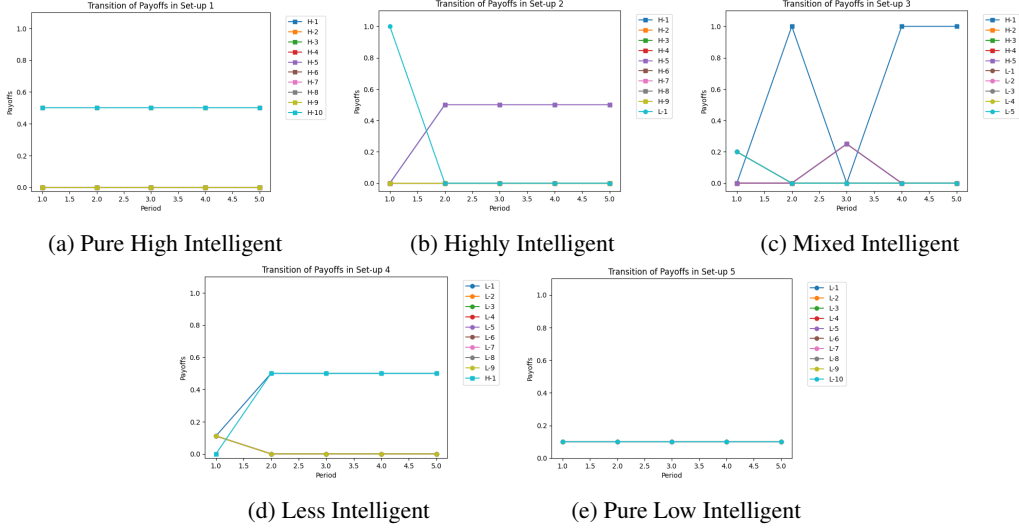 Transition of Payoffs in Set-up 1
Payoffs
1.0
0.8
0.6
0.4
0.2
0.0
1.0 1.5 2.0 2.5 3.0 3.5 4.0 4.5 5.0
Period
H-1
H-2
H-3
H-4
H-5
H-6
H-7
H-8
H-9
H-10
(a) Pure High Intelligent
Transition of Payoffs in Set-up 2
Payoffs
1.0
0.8
0.6
0.4
0.2
0.0
1.0 1.5 2.0 2.5 3.0 3.5 4.0 4.5 5.0
Period
H-1
H-2
H-3
H-4
H-5
H-6
H-7
H-8
H-9
L-1
(b) Highly Intelligent
Transition of Payoffs in Set-up 3
Payoffs
1.0
0.8
0.6
0.4
0.2
0.0
1.0 1.5 2.0 2.5 3.0 3.5 4.0 4.5 5.0
Period
H-1
H-2
H-3
H-4
H-5
L-1
L-2
L-3
L-4
L-5
(c) Mixed Intelligent
Transition of Payoffs in Set-up 4
Payoffs
1.0
0.8
0.6
0.4
0.2
0.0
1.0 1.5 2.0 2.5 3.0 3.5 4.0 4.5 5.0
Period
L-1
L-2
L-3
L-4
L-5
L-6
L-7
L-8
L-9
H-1
(d) Less Intelligent
Transition of Payoffs in Set-up 5
Payoffs
1.0
0.8
0.6
0.4
0.2
0.0
1.0 1.5 2.0 2.5 3.0 3.5 4.0 4.5 5.0
Period
L-1
L-2
L-3
L-4
L-5
L-6
L-7
L-8
L-9
L-10
(e) Pure Low Intelligent